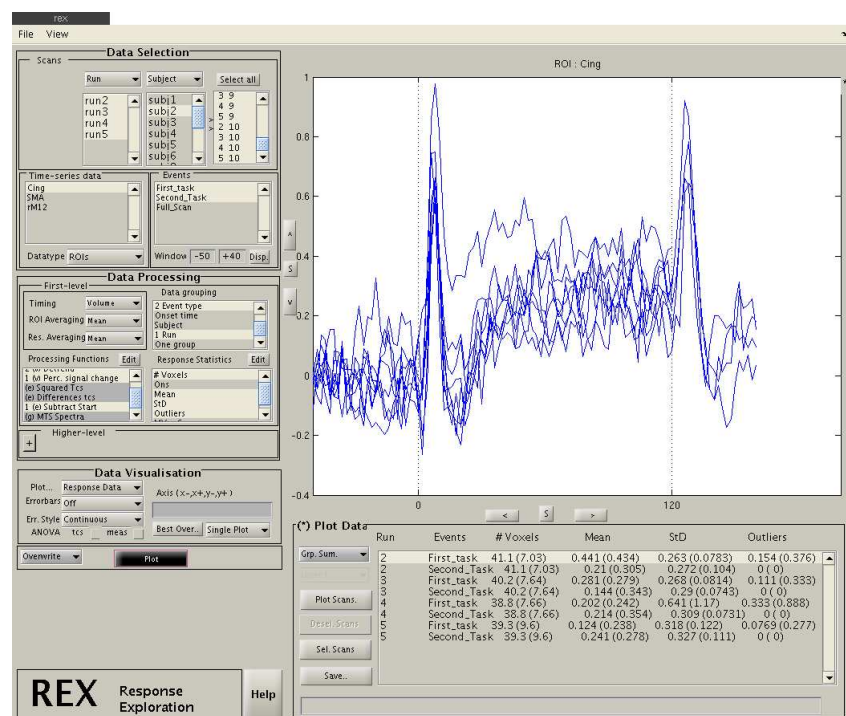 rex
File View
Data Selection
Scans
Run Subject Select all
run2
run3
run4
run5
subj1
subj2
subj3
subj4
subj5
subj6
>
>
3 9
4 9
5 9
2 10
3 10
4 10
5 10
Time-series data
Cing
SMA
rM12
Datatype ROIs
Events
First_task
Second_Task
Full_Scan
Window -50 +40 Disp.
^
S
v
Data Processing
First-level
Timing Volume
ROI Averaging Mean
Res. Averaging Mean
Data grouping
2 Event type
Onset time
Subject
1 Run
One group
Processing Functions Edit
1 (v) Perc. signal change
(e) Squared Tcs
(e) Differences tcs
1 (e) Subtract Start
(g) MTS Spectra
Response Statistics Edit
# Voxels
Ons
Mean
StD
Outliers
Higher-level
+
Data Visualisation
Plot... Response Data
Errorbars Off
Err. Style Continuous
ANOVA tcs meas
Axis (x-,x+,y-,y+)
Best Over.. Single Plot
Overwrite Plot
REX Response Exploration
Help
ROI : Cing
1
0.8
0.6
0.4
0.2
0
-0.2
-0.4
0 120
< S >
(*) Plot Data
Grp. Sum.
Plot Scans.
Desel. Scans
Sel. Scans
Save..
Run Events # Voxels Mean StD Outliers
2 First_task 41.1 (7.03) 0.441 (0.434) 0.263 (0.0783) 0.154 (0.376)
2 Second_Task 41.1 (7.03) 0.21 (0.305) 0.272 (0.104) 0 ( 0)
3 First_task 40.2 (7.64) 0.281 (0.279) 0.268 (0.0814) 0.111 (0.333)
3 Second_Task 40.2 (7.64) 0.144 (0.343) 0.29 (0.0743) 0 ( 0)
4 First_task 38.8 (7.66) 0.202 (0.242) 0.641 (1.17) 0.333 (0.888)
4 Second_Task 38.8 (7.66) 0.214 (0.354) 0.309 (0.0731) 0 ( 0)
5 First_task 39.3 (9.6) 0.124 (0.238) 0.318 (0.122) 0.0769 (0.277)
5 Second_Task 39.3 (9.6) 0.241 (0.278) 0.327 (0.111) 0 ( 0)